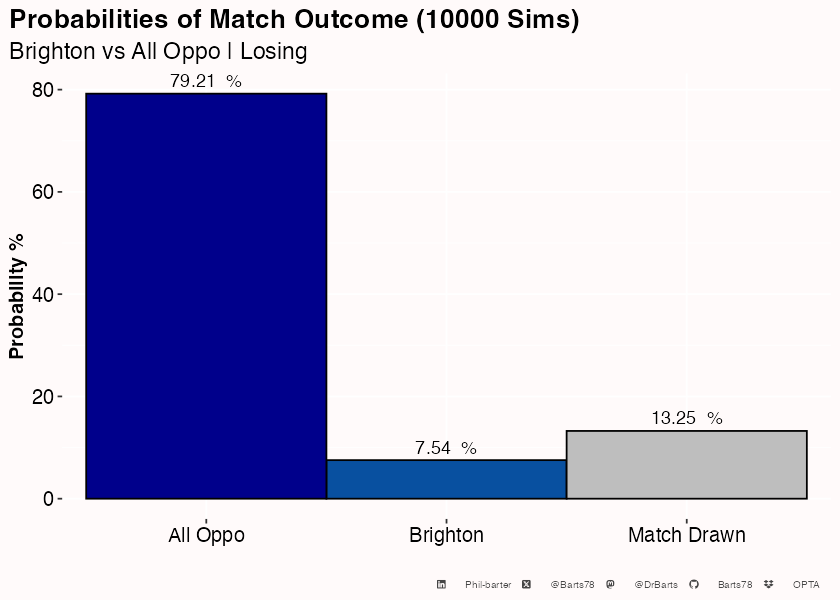 Probabilities of Match Outcome (10000 Sims)
Brighton vs All Oppo | Losing
Probability %
80
60
40
20
0
79.21 %
7.54 %
13.25 %
All Oppo
Brighton
Match Drawn
Phil-barter @Barts78 @DrBarts Barts78 OPTA